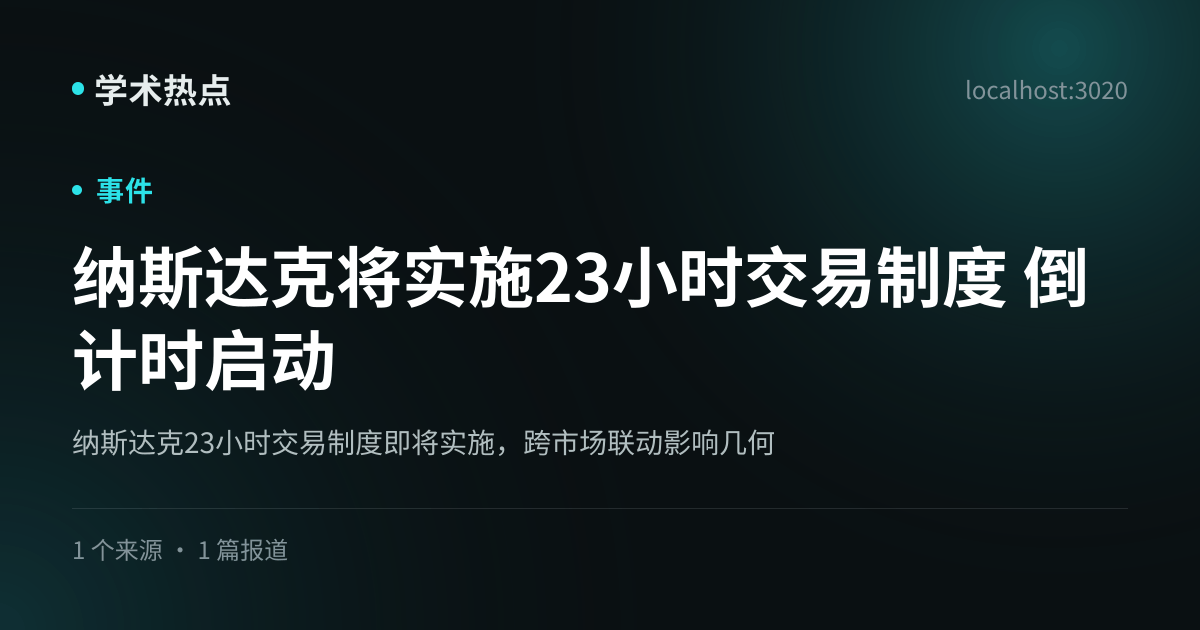 学术热点
localhost:3020
事件
纳斯达克将实施23小时交易制度 倒
计时启动
纳斯达克23小时交易制度即将实施，跨市场联动影响几何
1 个来源 · 1 篇报道